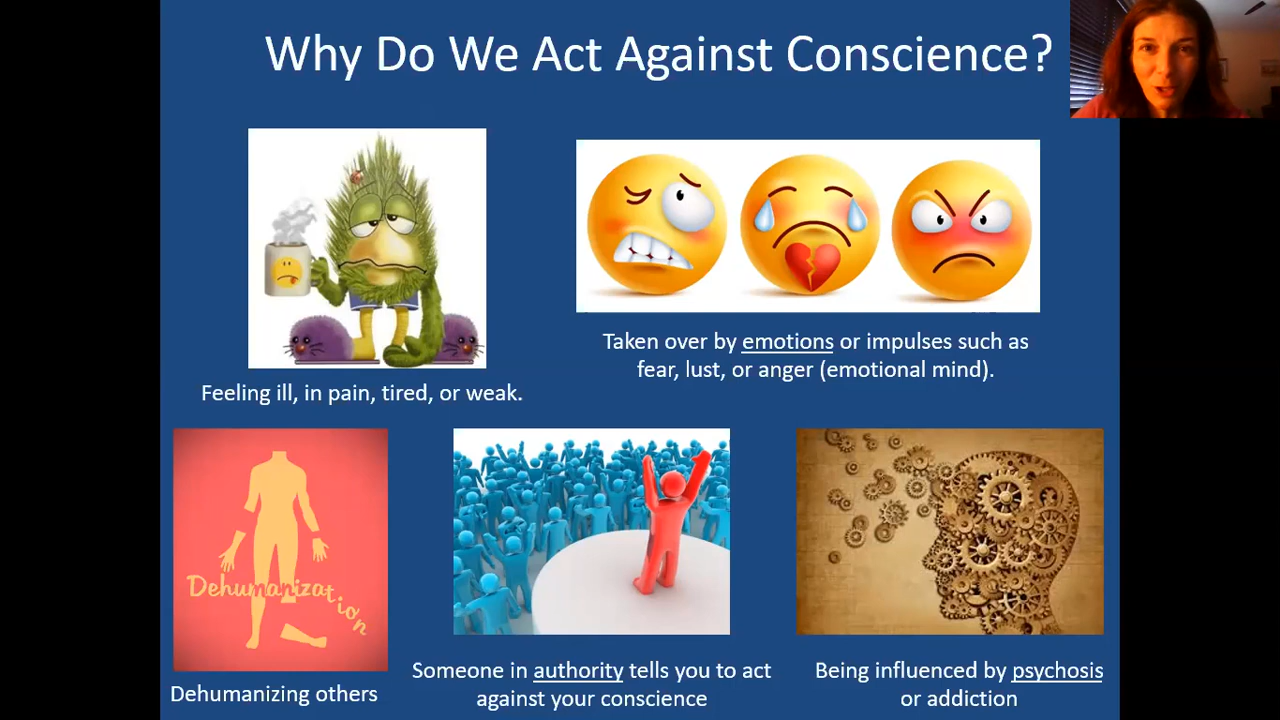 Why Do We Act Against Conscience?
Taken over by emotions or impulses such as
fear, lust, or anger (emotional mind).
Feeling ill, in pain, tired, or weak.
Dehumanization
Dehumanizing others
Someone in authority tells you to act
against your conscience
Being influenced by psychosis
or addiction